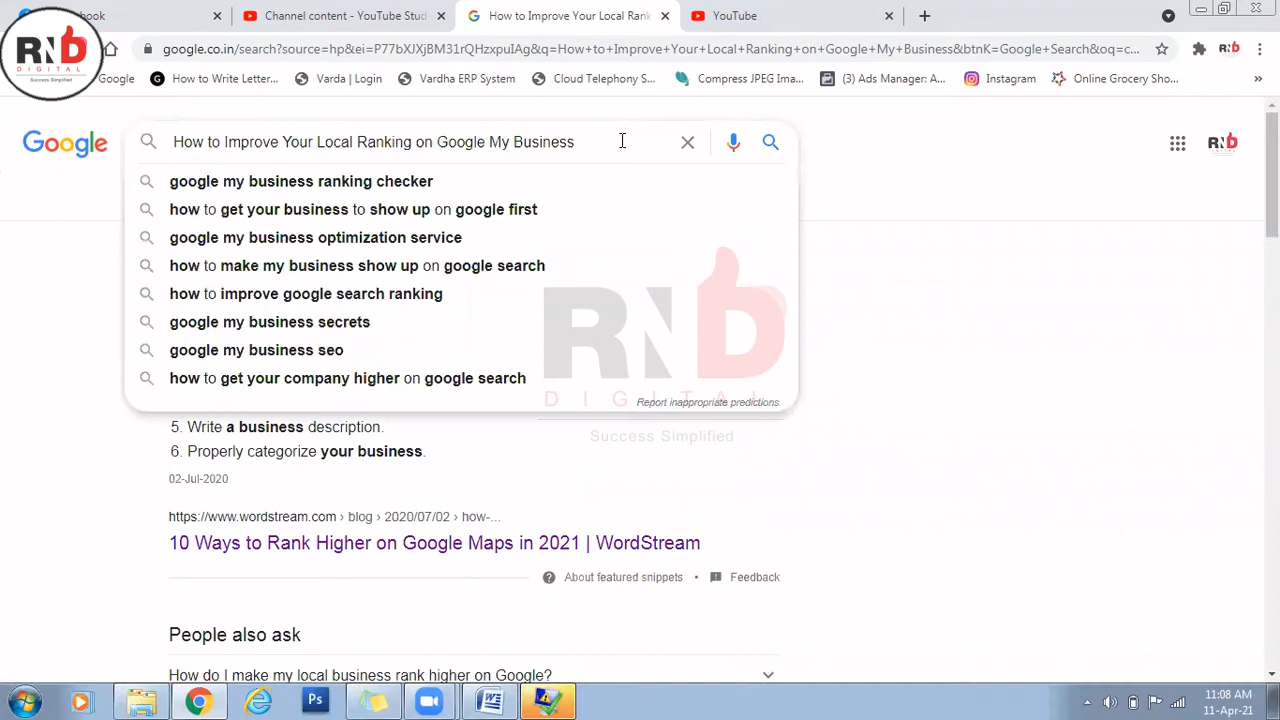 book
Channel content - YouTube Stud
How to Improve Your Local Rank
YouTube
google.co.in/search?source=hp&ei=P77bXJXjBM31rQHzxpuDAg&q=How+to+Improve+Your+Local+Ranking+on+Google+My+Business&btnK=Google+Search&oq=c...
RND
DIGITAL
Success Simplified
Google
How to Write Letter...
| Login
Vardha ERP Sy...
Cloud Telephony S...
(3) Ads Manager...
Instagram
Online Grocery Sho...
Google
How to Improve Your Local Ranking on Google My Business
RND
google my business ranking checker
how to get your business to show up on google first
google my business optimization service
how to make my business show up on google search
how to improve google search ranking
google my business secrets
google my business seo
how to get your company higher on google search
Report inappropriate predictions
RND
DIGITAL
Success Simplified
5. Write a business description.
6. Properly categorize your business.
02-Jul-2020
https://www.wordstream.com › blog › 2020/07/02 › how-...
10 Ways to Rank Higher on Google Maps in 2021 | WordStream
About featured snippets • Feedback
People also ask
How do I make my local business rank higher on Google?
11:08 AM
11-Apr-21